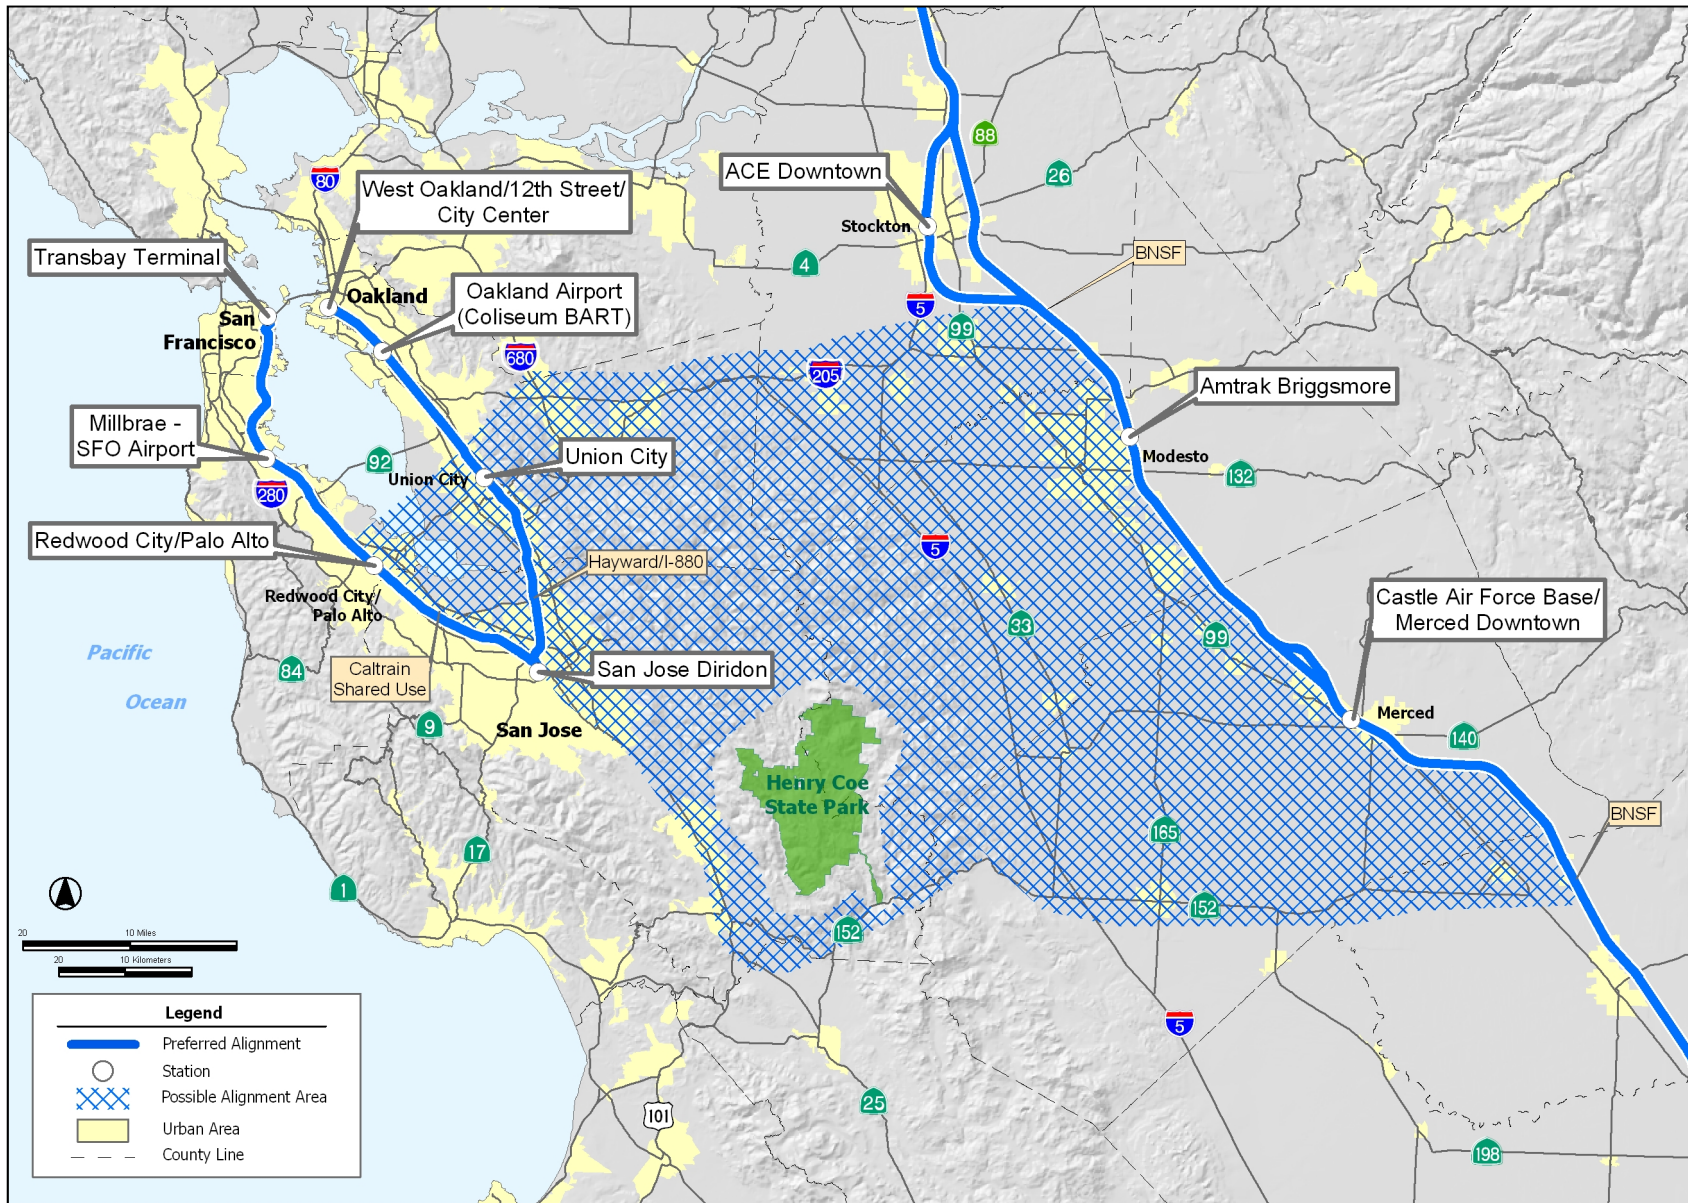 88
ACE Downtown
26
80
West Oakland/12th Street/
City Center
Stockton
Transbay Terminal
4
BNSF
Oakland
Oakland Airport
(Coliseum BART)
5
99
San
Francisco
680
205
Amtrak Briggsmore
Millbrae -
SFO Airport
92
Union City
Union City
Modesto
132
280
Redwood City/Palo Alto
5
Hayward/I-880
Redwood City/
Palo Alto
Castle Air Force Base/
Merced Downtown
33
99
Pacific
Ocean
84
Caltrain
Shared Use
San Jose Diridon
9
San Jose
Merced
140
Henry Coe
State Park
BNSF
165
17
1
152
152
20
10 Miles
20
10 Kilometers
5
Legend
Preferred Alignment
Station
Possible Alignment Area
Urban Area
County Line
101
25
198